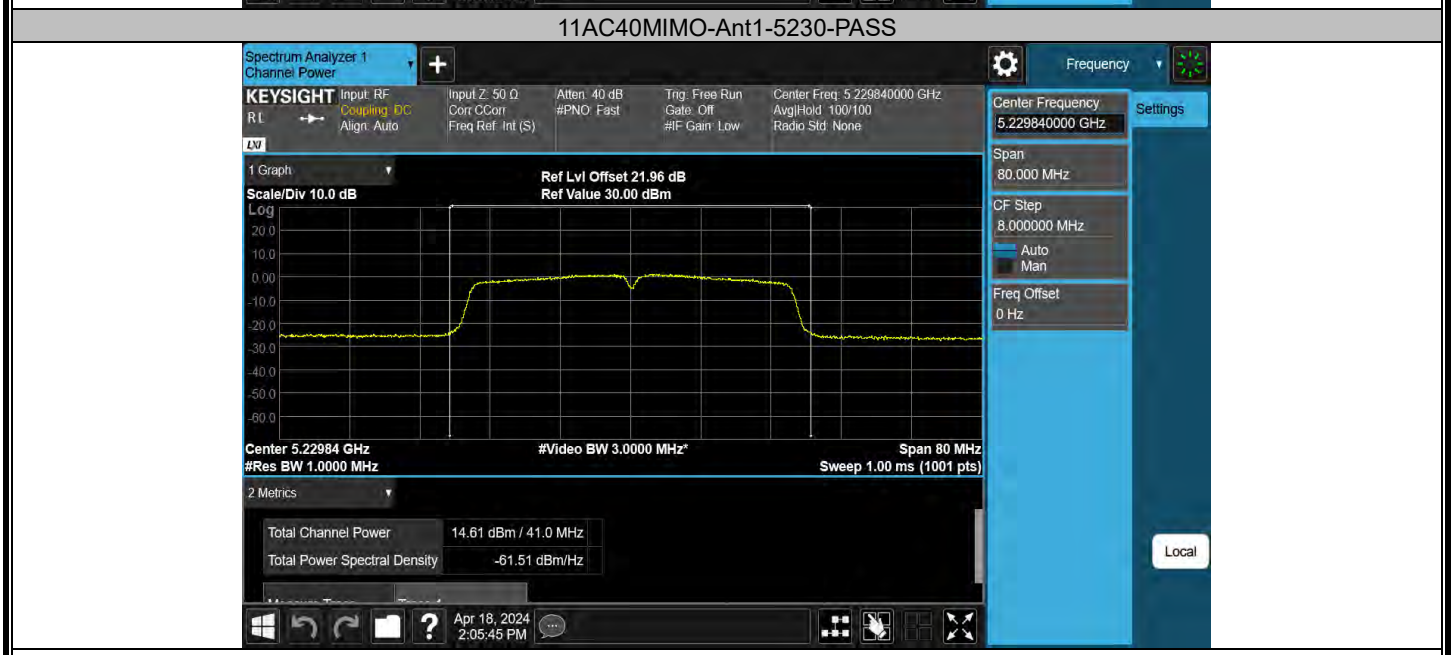 11AC40MIMO-Ant1-5230-PASS
Spectrum Analyzer 1
Channel Power
+
Frequency
KEYSIGHT
RL
LXI
Input: RF
Coupling: DC
Align: Auto
Input Z: 50 Ω
Corr CCorr
Freq Ref: Int (S)
Atten: 40 dB
#PNO: Fast
Trig: Free Run
Gate: Off
#IF Gain: Low
Center Freq: 5.229840000 GHz
Avg|Hold: 100/100
Radio Std: None
Center Frequency
5.229840000 GHz
Settings
Span
80.000 MHz
CF Step
8.000000 MHz
Auto
Man
Freq Offset
0 Hz
1 Graph
Scale/Div 10.0 dB
Ref Lvl Offset 21.96 dB
Ref Value 30.00 dBm
Log
20.0
10.0
0.00
-10.0
-20.0
-30.0
-40.0
-50.0
-60.0
Center 5.22984 GHz
#Res BW 1.0000 MHz
#Video BW 3.0000 MHz*
Span 80 MHz
Sweep 1.00 ms (1001 pts)
2 Metrics
Total Channel Power 14.61 dBm / 41.0 MHz
Total Power Spectral Density -61.51 dBm/Hz
Local
?
Apr 18, 2024
2:05:45 PM